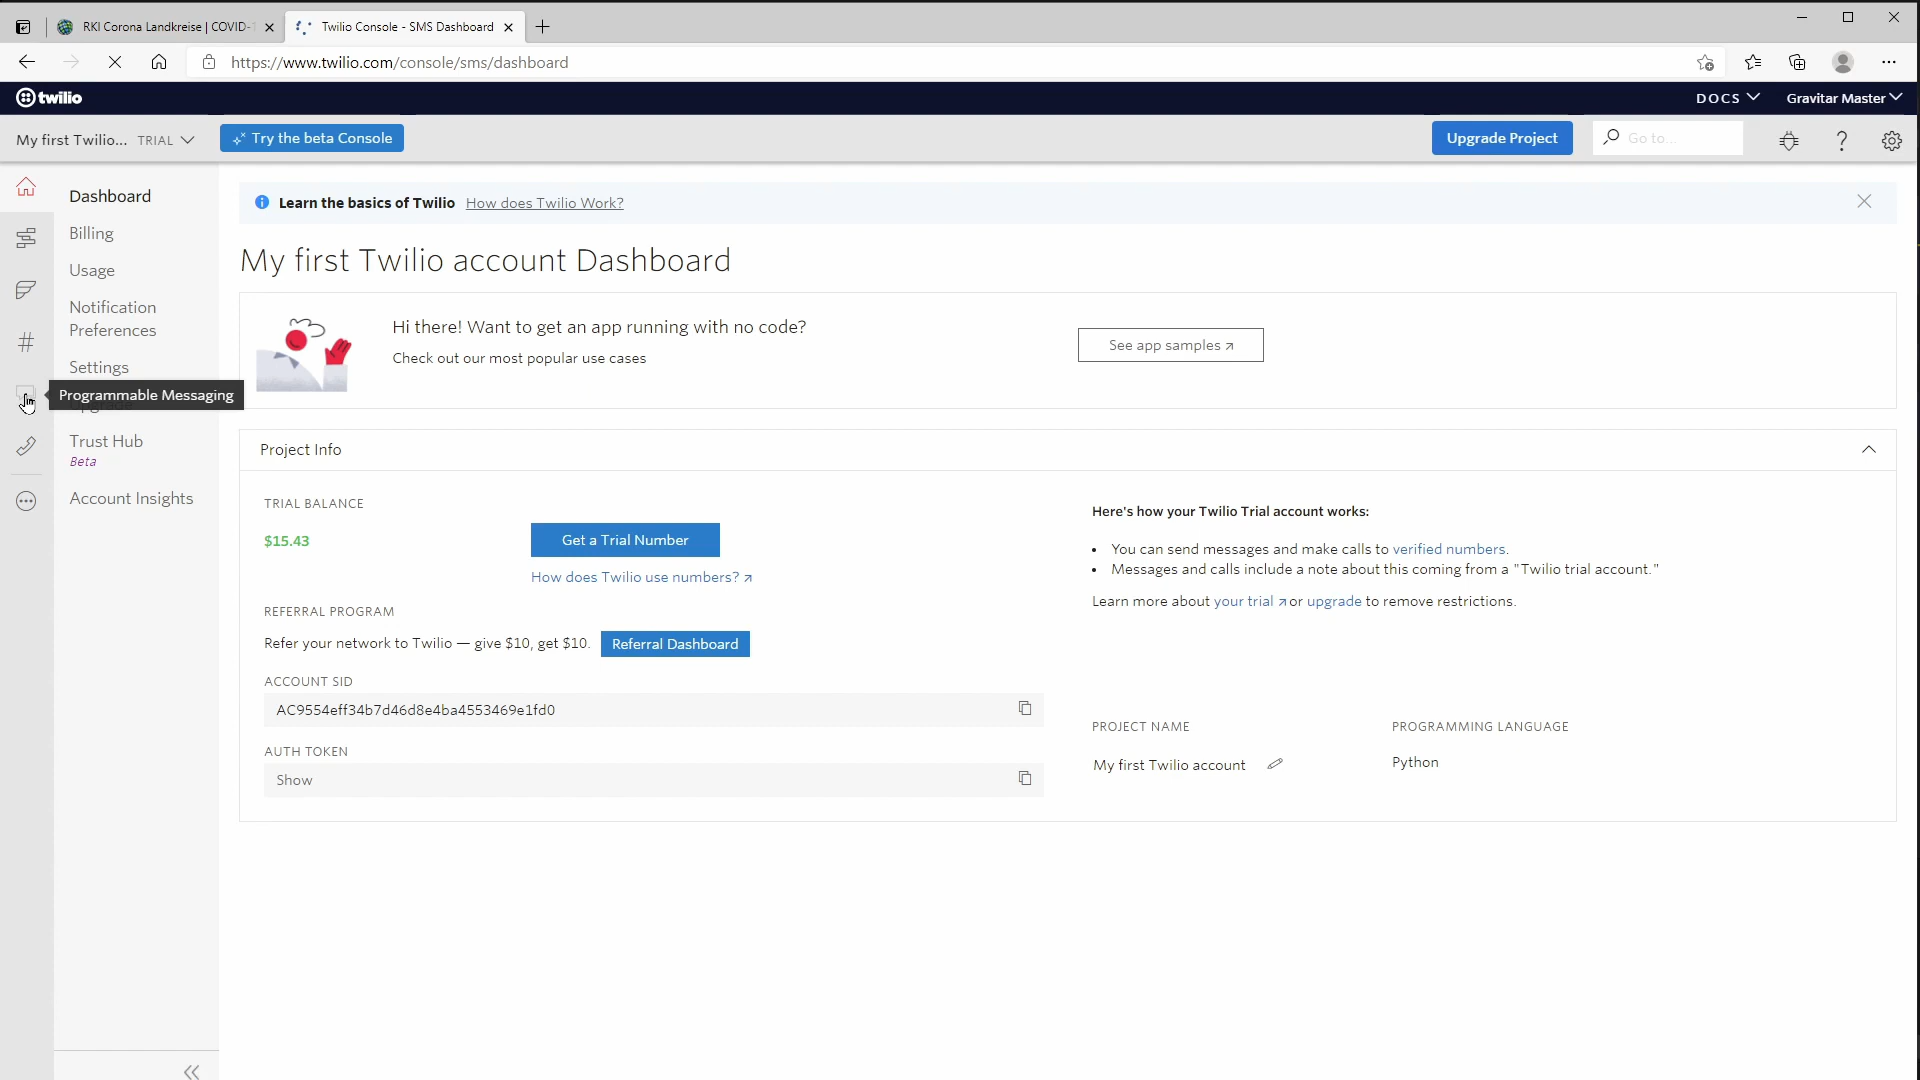 RKI Corona Landkreise | COVID-1
Twilio Console - SMS Dashboard
https://www.twilio.com/console/sms/dashboard
twilio
DOCS
Gravitar Master
My first Twilio... TRIAL
Try the beta Console
Upgrade Project
Go to...
Dashboard
Billing
Usage
Notification
Preferences
Settings
Programmable Messaging
Trust Hub
Beta
Account Insights
Learn the basics of Twilio How does Twilio Work?
My first Twilio account Dashboard
Hi there! Want to get an app running with no code?
Check out our most popular use cases
See app samples
Project Info
TRIAL BALANCE
$15.43
Get a Trial Number
How does Twilio use numbers?
REFERRAL PROGRAM
Refer your network to Twilio — give $10, get $10. Referral Dashboard
ACCOUNT SID
AC9554eff34b7d46d8e4ba4553469e1fd0
AUTH TOKEN
Show
Here's how your Twilio Trial account works:
• You can send messages and make calls to verified numbers.
• Messages and calls include a note about this coming from a "Twilio trial account."
Learn more about your trial or upgrade to remove restrictions.
PROJECT NAME
My first Twilio account
PROGRAMMING LANGUAGE
Python